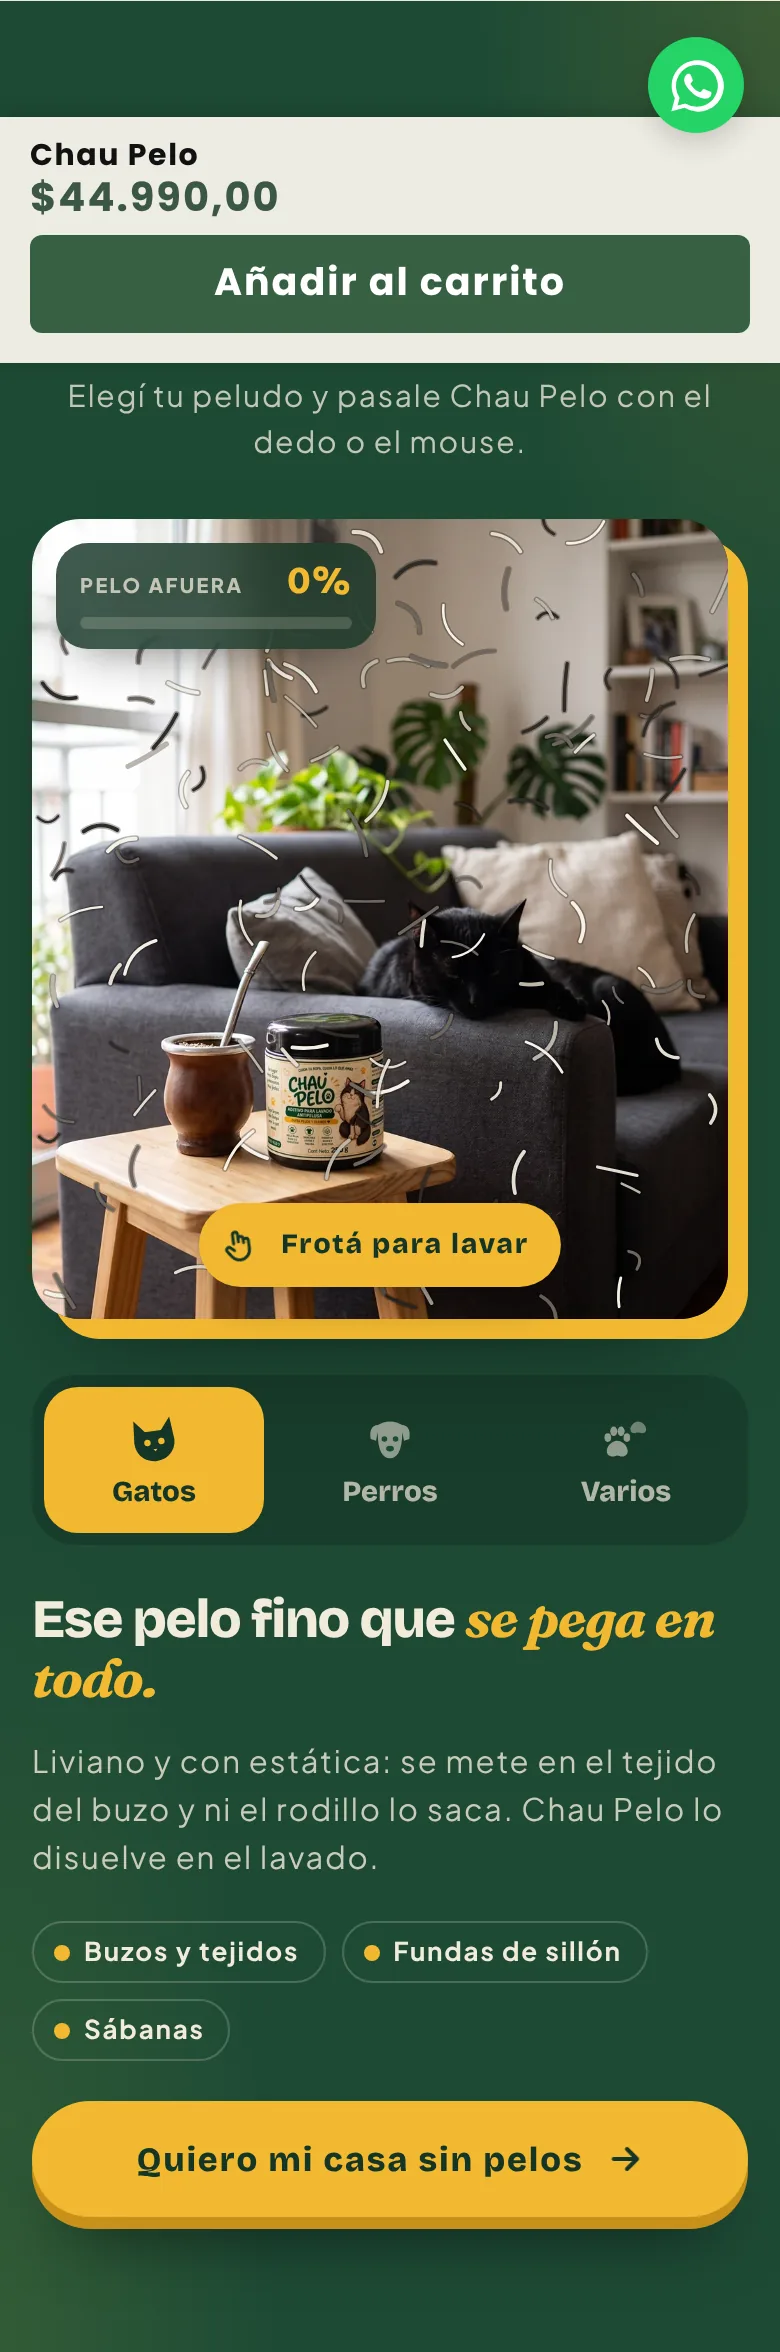 Chau Pelo
$44.990,00
Añadir al carrito
Elegí tu peludo y pasale Chau Pelo con el
dedo o el mouse.
PELO AFUERA 0%
CHAU
PELO
Frotá para lavar
Gatos
Perros
Varios
Ese pelo fino que se pega en
todo.
Liviano y con estática: se mete en el tejido
del buzo y ni el rodillo lo saca. Chau Pelo lo
disuelve en el lavado.
Buzos y tejidos
Fundas de sillón
Sábanas
Quiero mi casa sin pelos →